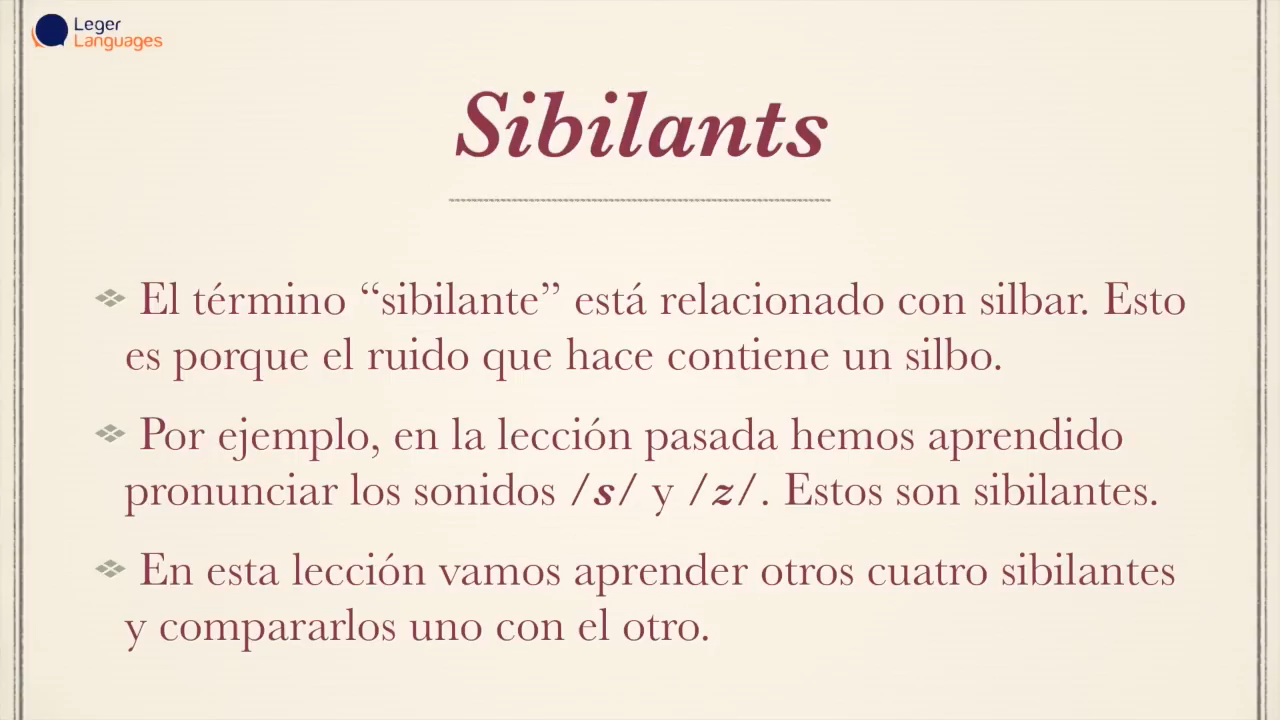 Leger
Languages
Sibilants
El término “sibilante” está relacionado con silbar. Esto
es porque el ruido que hace contiene un silbo.
Por ejemplo, en la lección pasada hemos aprendido
pronunciar los sonidos /s/ y /z/. Estos son sibilantes.
En esta lección vamos aprender otros cuatro sibilantes
y compararlos uno con el otro.